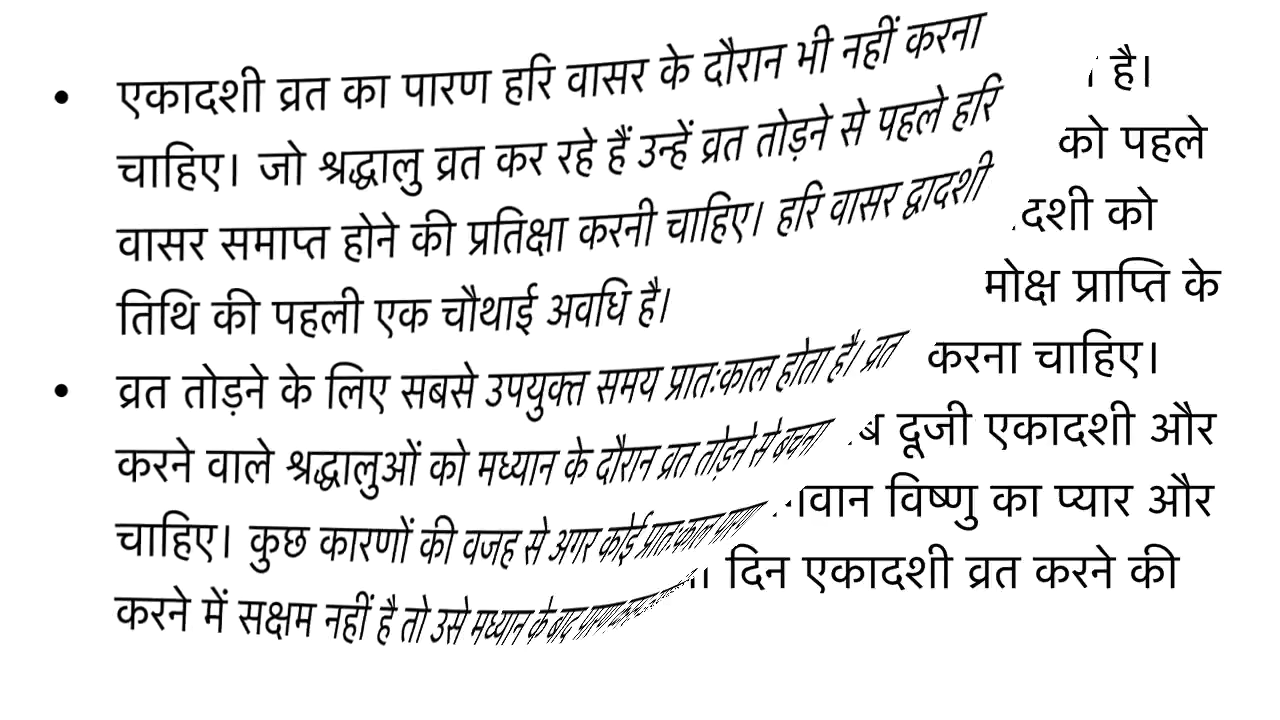 • एकादशी व्रत का पारण हरि वासर के दौरान भी नहीं करना
चाहिए। जो श्रद्धालु व्रत कर रहे हैं उन्हें व्रत तोड़ने से पहले हरि
वासर समाप्त होने की प्रतिक्षा करनी चाहिए। हरि वासर द्वादशी
तिथि की पहली एक चौथाई अवधि है।
• व्रत तोड़ने के लिए सबसे उपयुक्त समय प्रातःकाल होता है। व्रत
करने वाले श्रद्धालुओं को मध्यान के दौरान व्रत तोड़ने से बचना
चाहिए। कुछ कारणों की वजह से अगर कोई प्रातःकाल पारण
करने में सक्षम नहीं है तो उसे मध्यान के बाद पारण
है।
को पहले
को
मोक्ष प्राप्ति के
करना चाहिए।
दूजी एकादशी और
विष्णु का प्यार और
दिन एकादशी व्रत करने की